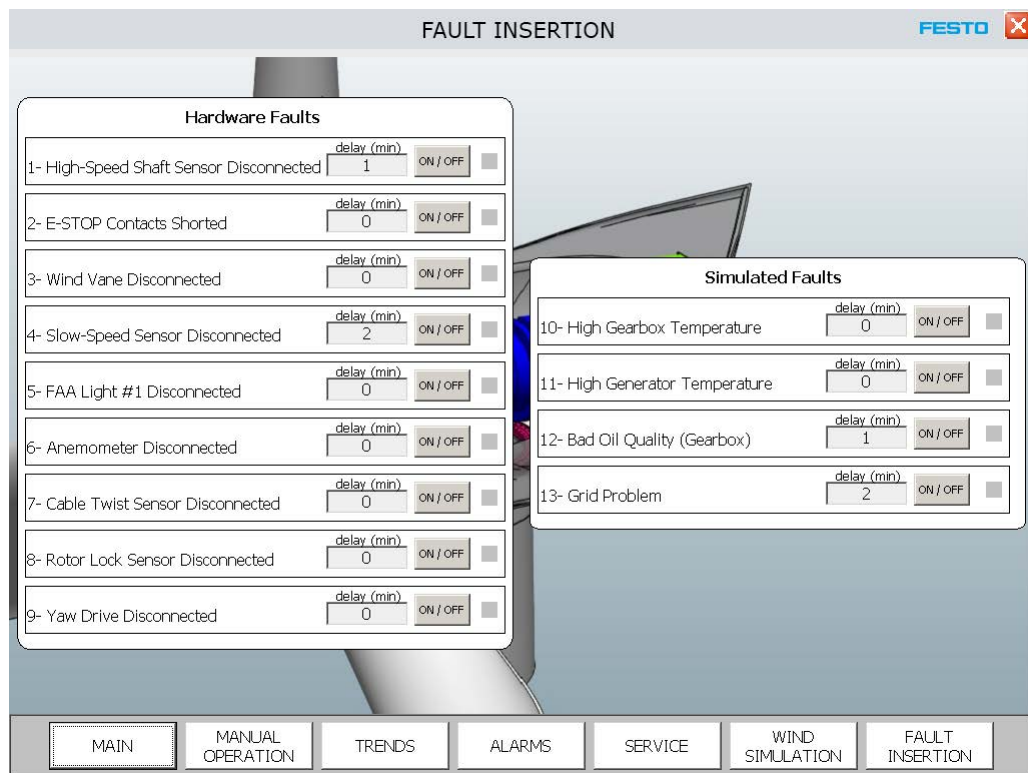 FAULT INSERTION
FESTO
Hardware Faults
delay (min)
1- High-Speed Shaft Sensor Disconnected 1 ON / OFF
delay (min)
2- E-STOP Contacts Shorted 0 ON / OFF
delay (min)
3- Wind Vane Disconnected 0 ON / OFF
delay (min)
4- Slow-Speed Sensor Disconnected 2 ON / OFF
delay (min)
5- FAA Light #1 Disconnected 0 ON / OFF
delay (min)
6- Anemometer Disconnected 0 ON / OFF
delay (min)
7- Cable Twist Sensor Disconnected 0 ON / OFF
delay (min)
8- Rotor Lock Sensor Disconnected 0 ON / OFF
delay (min)
9- Yaw Drive Disconnected 0 ON / OFF
Simulated Faults
delay (min)
10- High Gearbox Temperature 0 ON / OFF
delay (min)
11- High Generator Temperature 0 ON / OFF
delay (min)
12- Bad Oil Quality (Gearbox) 1 ON / OFF
delay (min)
13- Grid Problem 2 ON / OFF
MAIN
MANUAL
OPERATION
TRENDS
ALARMS
SERVICE
WIND
SIMULATION
FAULT
INSERTION